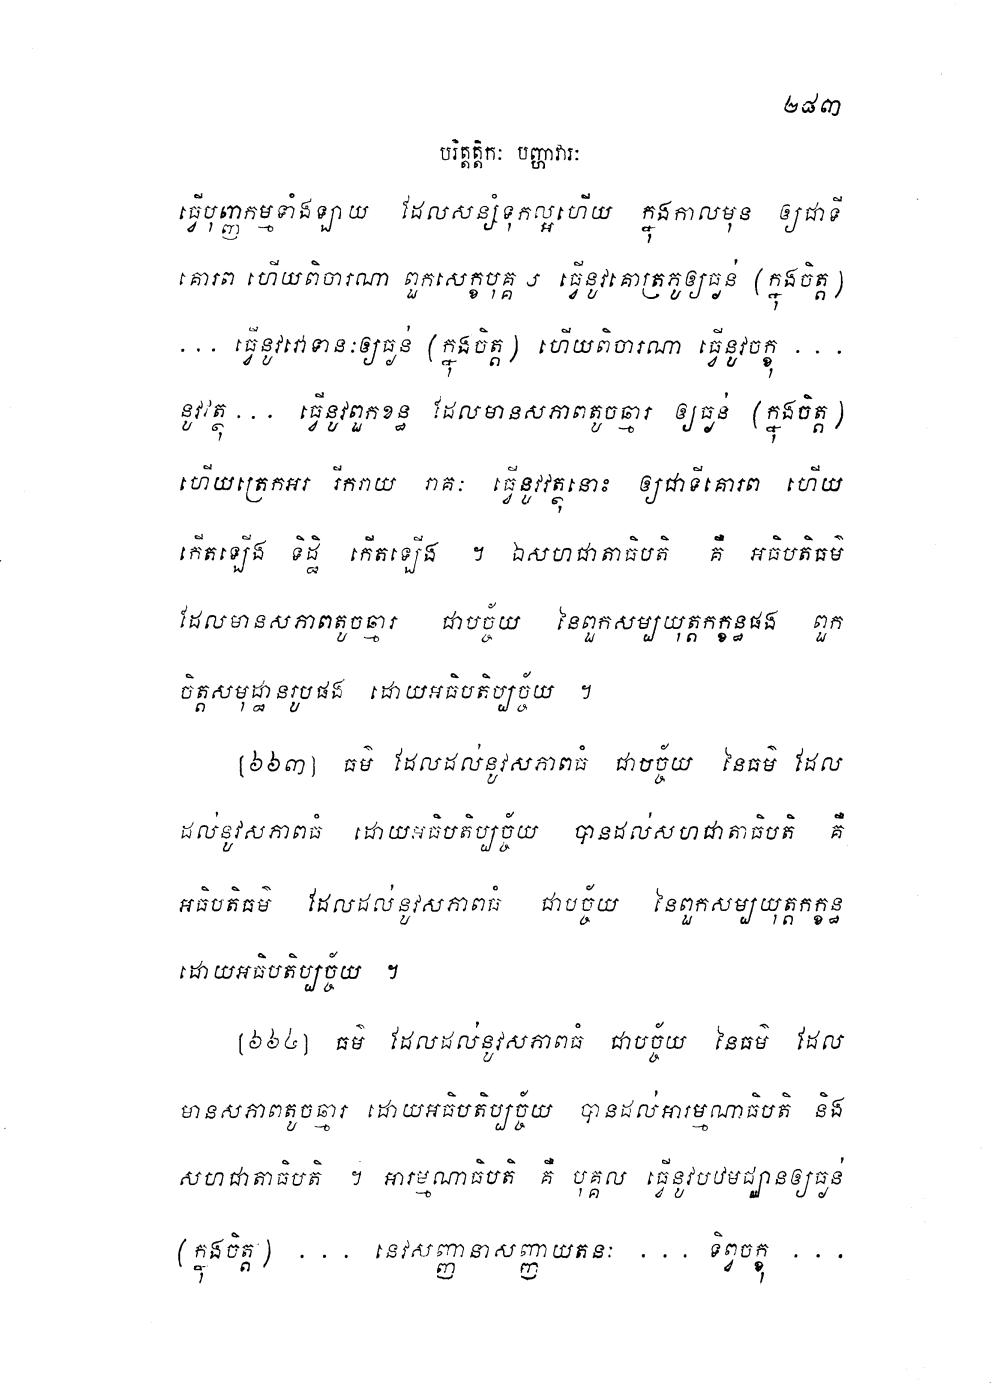 ២៨៣
បរិត្តត្តិកៈ បញ្ហាវារៈ
ធ្វើបុញ្ញកម្មទាំងឡាយ ដែលសន្សំទុកល្អហើយ ក្នុងកាលមុន ឲ្យជាទី
គោរព ហើយពិចារណា ពួកសេក្ខបុគ្គល ធ្វើនូវគោត្រភូឲ្យធ្ងន់ (ក្នុងចិត្ត)
... ធ្វើនូវវោទានៈឲ្យធ្ងន់ (ក្នុងចិត្ត) ហើយពិចារណា ធ្វើនូវចក្ខុ ...
នូវវត្ថុ ... ធ្វើនូវពួកខន្ធ ដែលមានសភាពតូចឆ្មារ ឲ្យធ្ងន់ (ក្នុងចិត្ត)
ហើយត្រេកអរ រីករាយ រាគៈ ធ្វើនូវវត្ថុនោះ ឲ្យជាទីគោរព ហើយ
កើតឡើង ទិដ្ឋិ កើតឡើង ។ ឯសហជាតាធិបតិ គឺ អធិបតិធម៌
ដែលមានសភាពតូចឆ្មារ ជាបច្ច័យ នៃពួកសម្បយុត្តកក្ខន្ធផង ពួក
ចិត្តសមុដ្ឋានរូបផង ដោយអធិបតិប្បច្ច័យ ។
[៦៦៣] ធម៌ ដែលដល់នូវសភាពធំ ជាបច្ច័យ នៃធម៌ ដែល
ដល់នូវសភាពធំ ដោយអធិបតិប្បច្ច័យ បានដល់សហជាតាធិបតិ គឺ
អធិបតិធម៌ ដែលដល់នូវសភាពធំ ជាបច្ច័យ នៃពួកសម្បយុត្តកក្ខន្ធ
ដោយអធិបតិប្បច្ច័យ ។
[៦៦៤] ធម៌ ដែលដល់នូវសភាពធំ ជាបច្ច័យ នៃធម៌ ដែល
មានសភាពតូចឆ្មារ ដោយអធិបតិប្បច្ច័យ បានដល់អារម្មណាធិបតិ និង
សហជាតាធិបតិ ។ អារម្មណាធិបតិ គឺ បុគ្គល ធ្វើនូវបឋមជ្ឈានឲ្យធ្ងន់
(ក្នុងចិត្ត) ... នេវសញ្ញានាសញ្ញាយតនៈ ... ទិព្វចក្ខុ ...